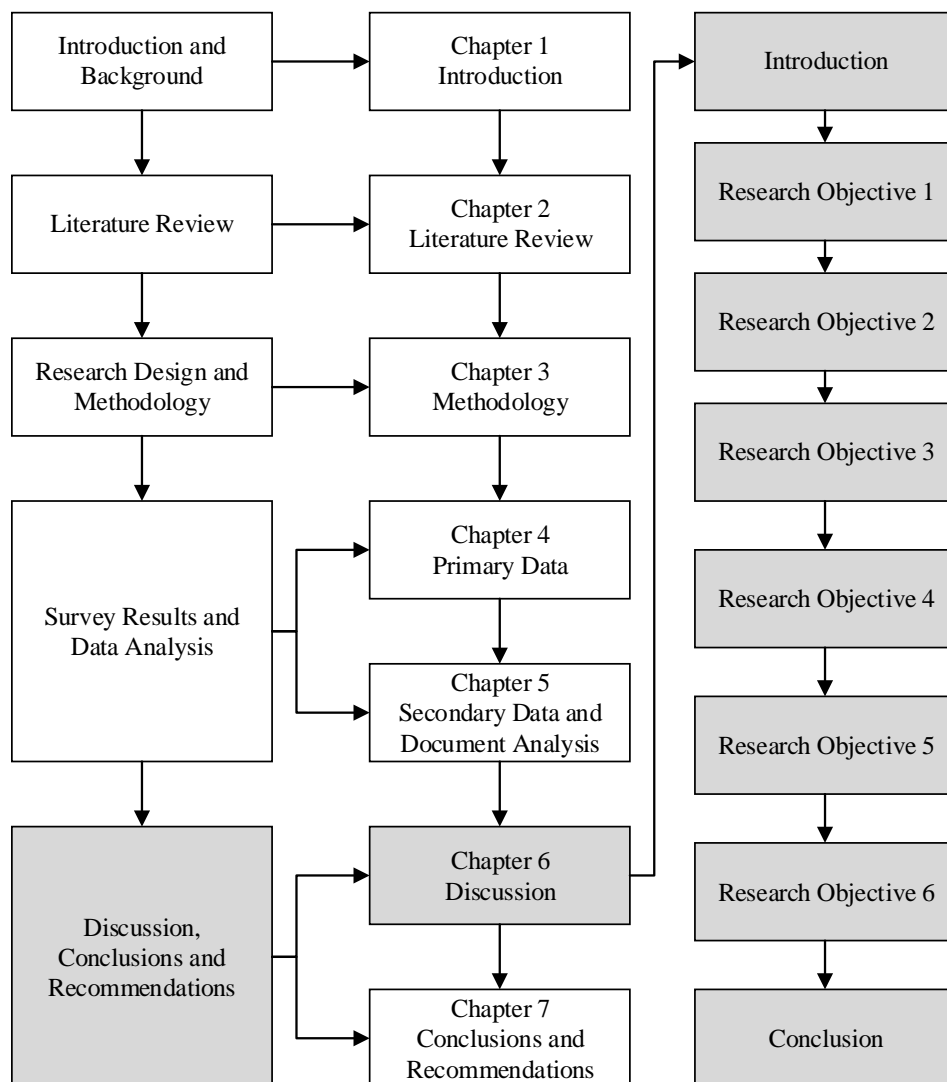 Introduction and
Background
Literature Review
Research Design and
Methodology
Survey Results and
Data Analysis
Discussion,
Conclusions and
Recommendations
Chapter 1
Introduction
Chapter 2
Literature Review
Chapter 3
Methodology
Chapter 4
Primary Data
Chapter 5
Secondary Data and
Document Analysis
Chapter 6
Discussion
Chapter 7
Conclusions and
Recommendations
Introduction
Research Objective 1
Research Objective 2
Research Objective 3
Research Objective 4
Research Objective 5
Research Objective 6
Conclusion